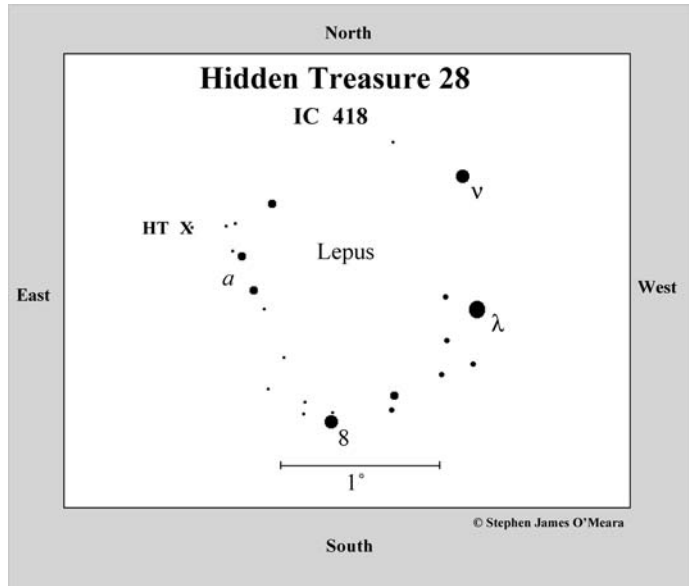 North
Hidden Treasure 28
IC 418
ν
HT X
Lepus
a
East
West
λ
8
1°
© Stephen James O'Meara
South